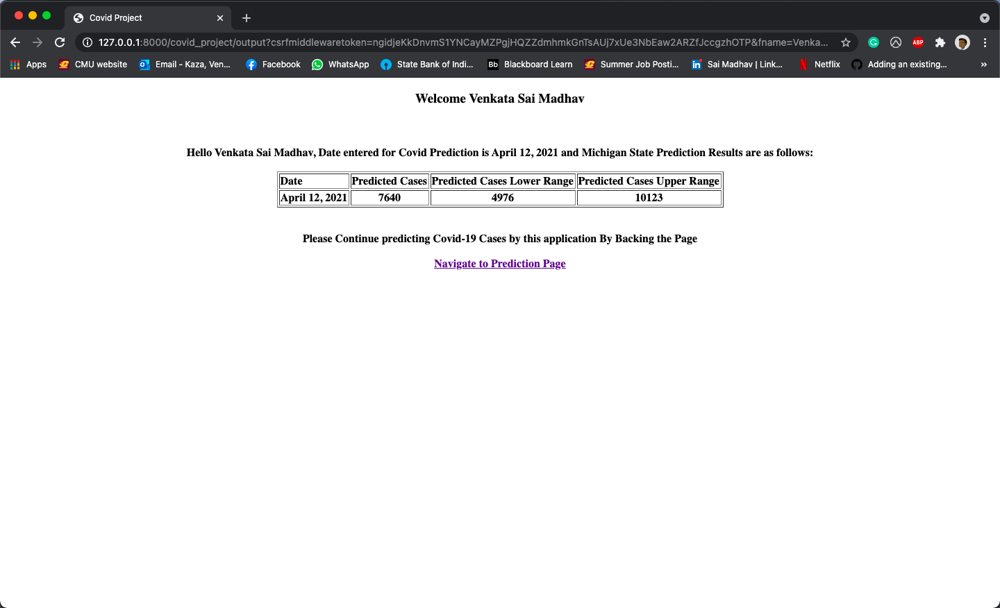 Covid Project
127.0.0.1:8000/covid_project/output?csrfmiddlewaretoken=ngidjeKkDnvmS1YNCayMZPgjHQZZdmhmkGnTsAUj7xUe3NbEaw2ARZfJccgzhOTP&fname=Venka...
ABP
Apps CMU website Email - Kaza, Ven... Facebook WhatsApp State Bank of Indi... Bb Blackboard Learn Summer Job Posti... in Sai Madhav | Link... Netflix Adding an existing... »
Welcome Venkata Sai Madhav
Hello Venkata Sai Madhav, Date entered for Covid Prediction is April 12, 2021 and Michigan State Prediction Results are as follows:
Date Predicted Cases Predicted Cases Lower Range Predicted Cases Upper Range
April 12, 2021 7640 4976 10123
Please Continue predicting Covid-19 Cases by this application By Backing the Page
Navigate to Prediction Page